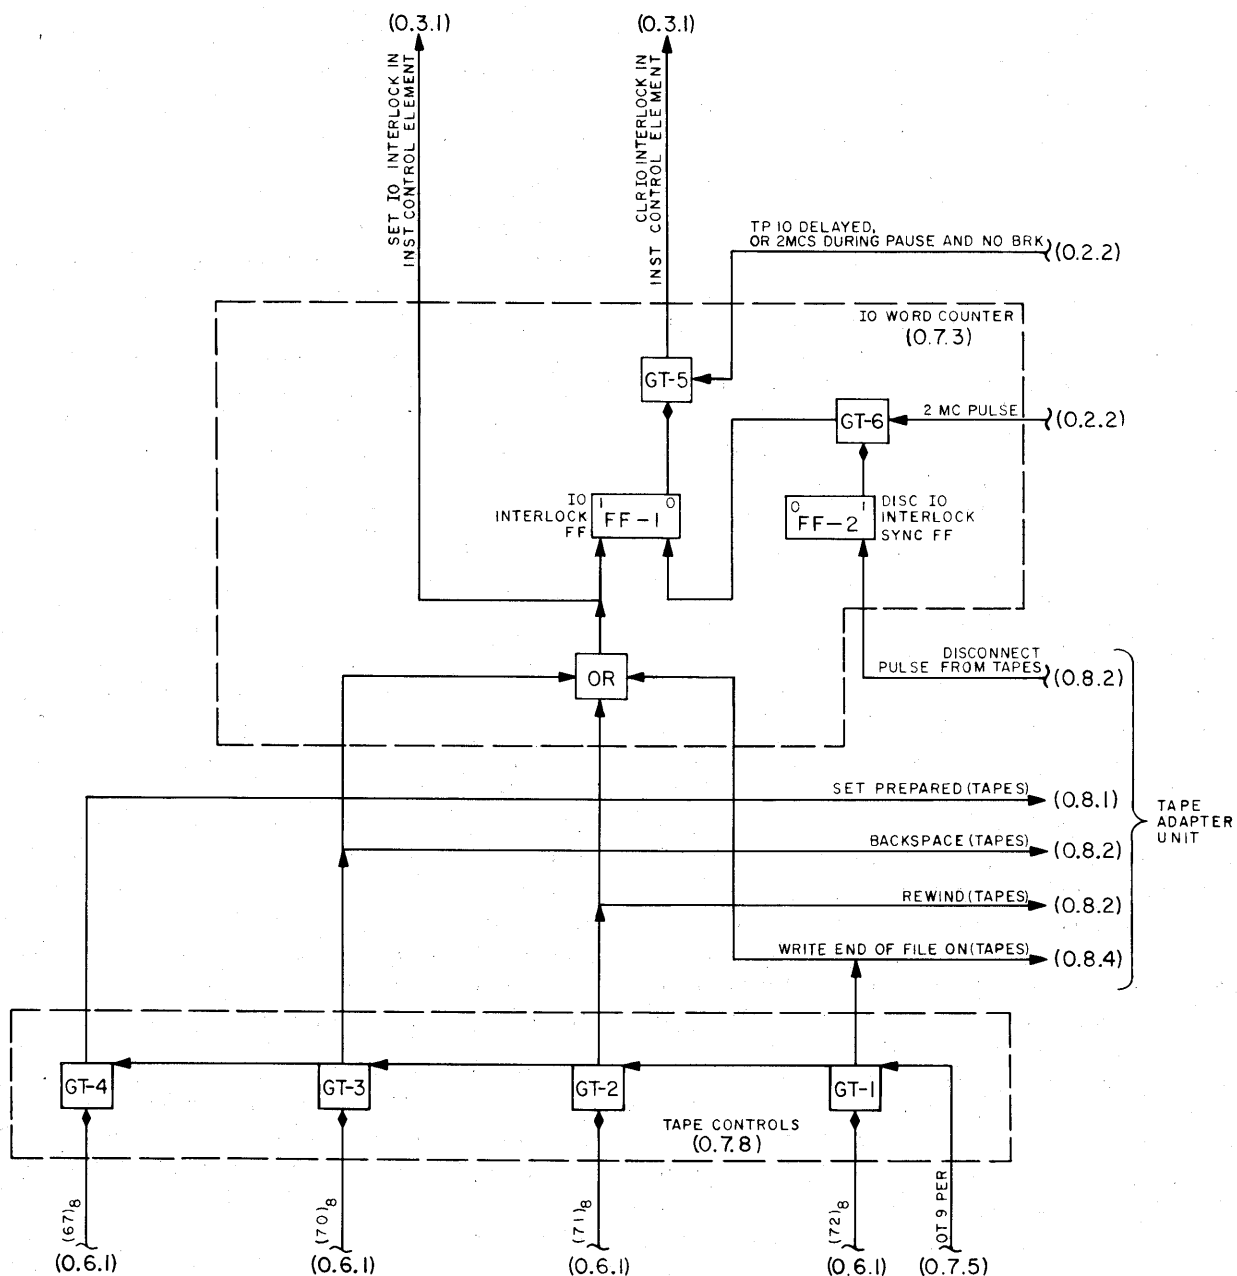 (0.3.1)
(0.3.1)
SET IO INTERLOCK IN
INST CONTROL ELEMENT
CLR IO INTERLOCK IN
INST CONTROL ELEMENT
TP 10 DELAYED,
OR 2MCS DURING PAUSE AND NO BRK
(0.2.2)
IO WORD COUNTER
(0.7.3)
GT-5
GT-6
2 MC PULSE
(0.2.2)
IO
INTERLOCK
FF
1 0
FF-1
0 1
FF-2
DISC IO
INTERLOCK
SYNC FF
DISCONNECT
PULSE FROM TAPES
(0.8.2)
OR
SET PREPARED (TAPES)
(0.8.1)
BACKSPACE (TAPES)
(0.8.2)
REWIND (TAPES)
(0.8.2)
WRITE END OF FILE ON (TAPES)
(0.8.4)
TAPE
ADAPTER
UNIT
GT-4
GT-3
GT-2
GT-1
TAPE CONTROLS
(0.7.8)
(67)8
(70)8
(71)8
(72)8
OT 9 PER
(0.6.1)
(0.6.1)
(0.6.1)
(0.6.1)
(0.7.5)